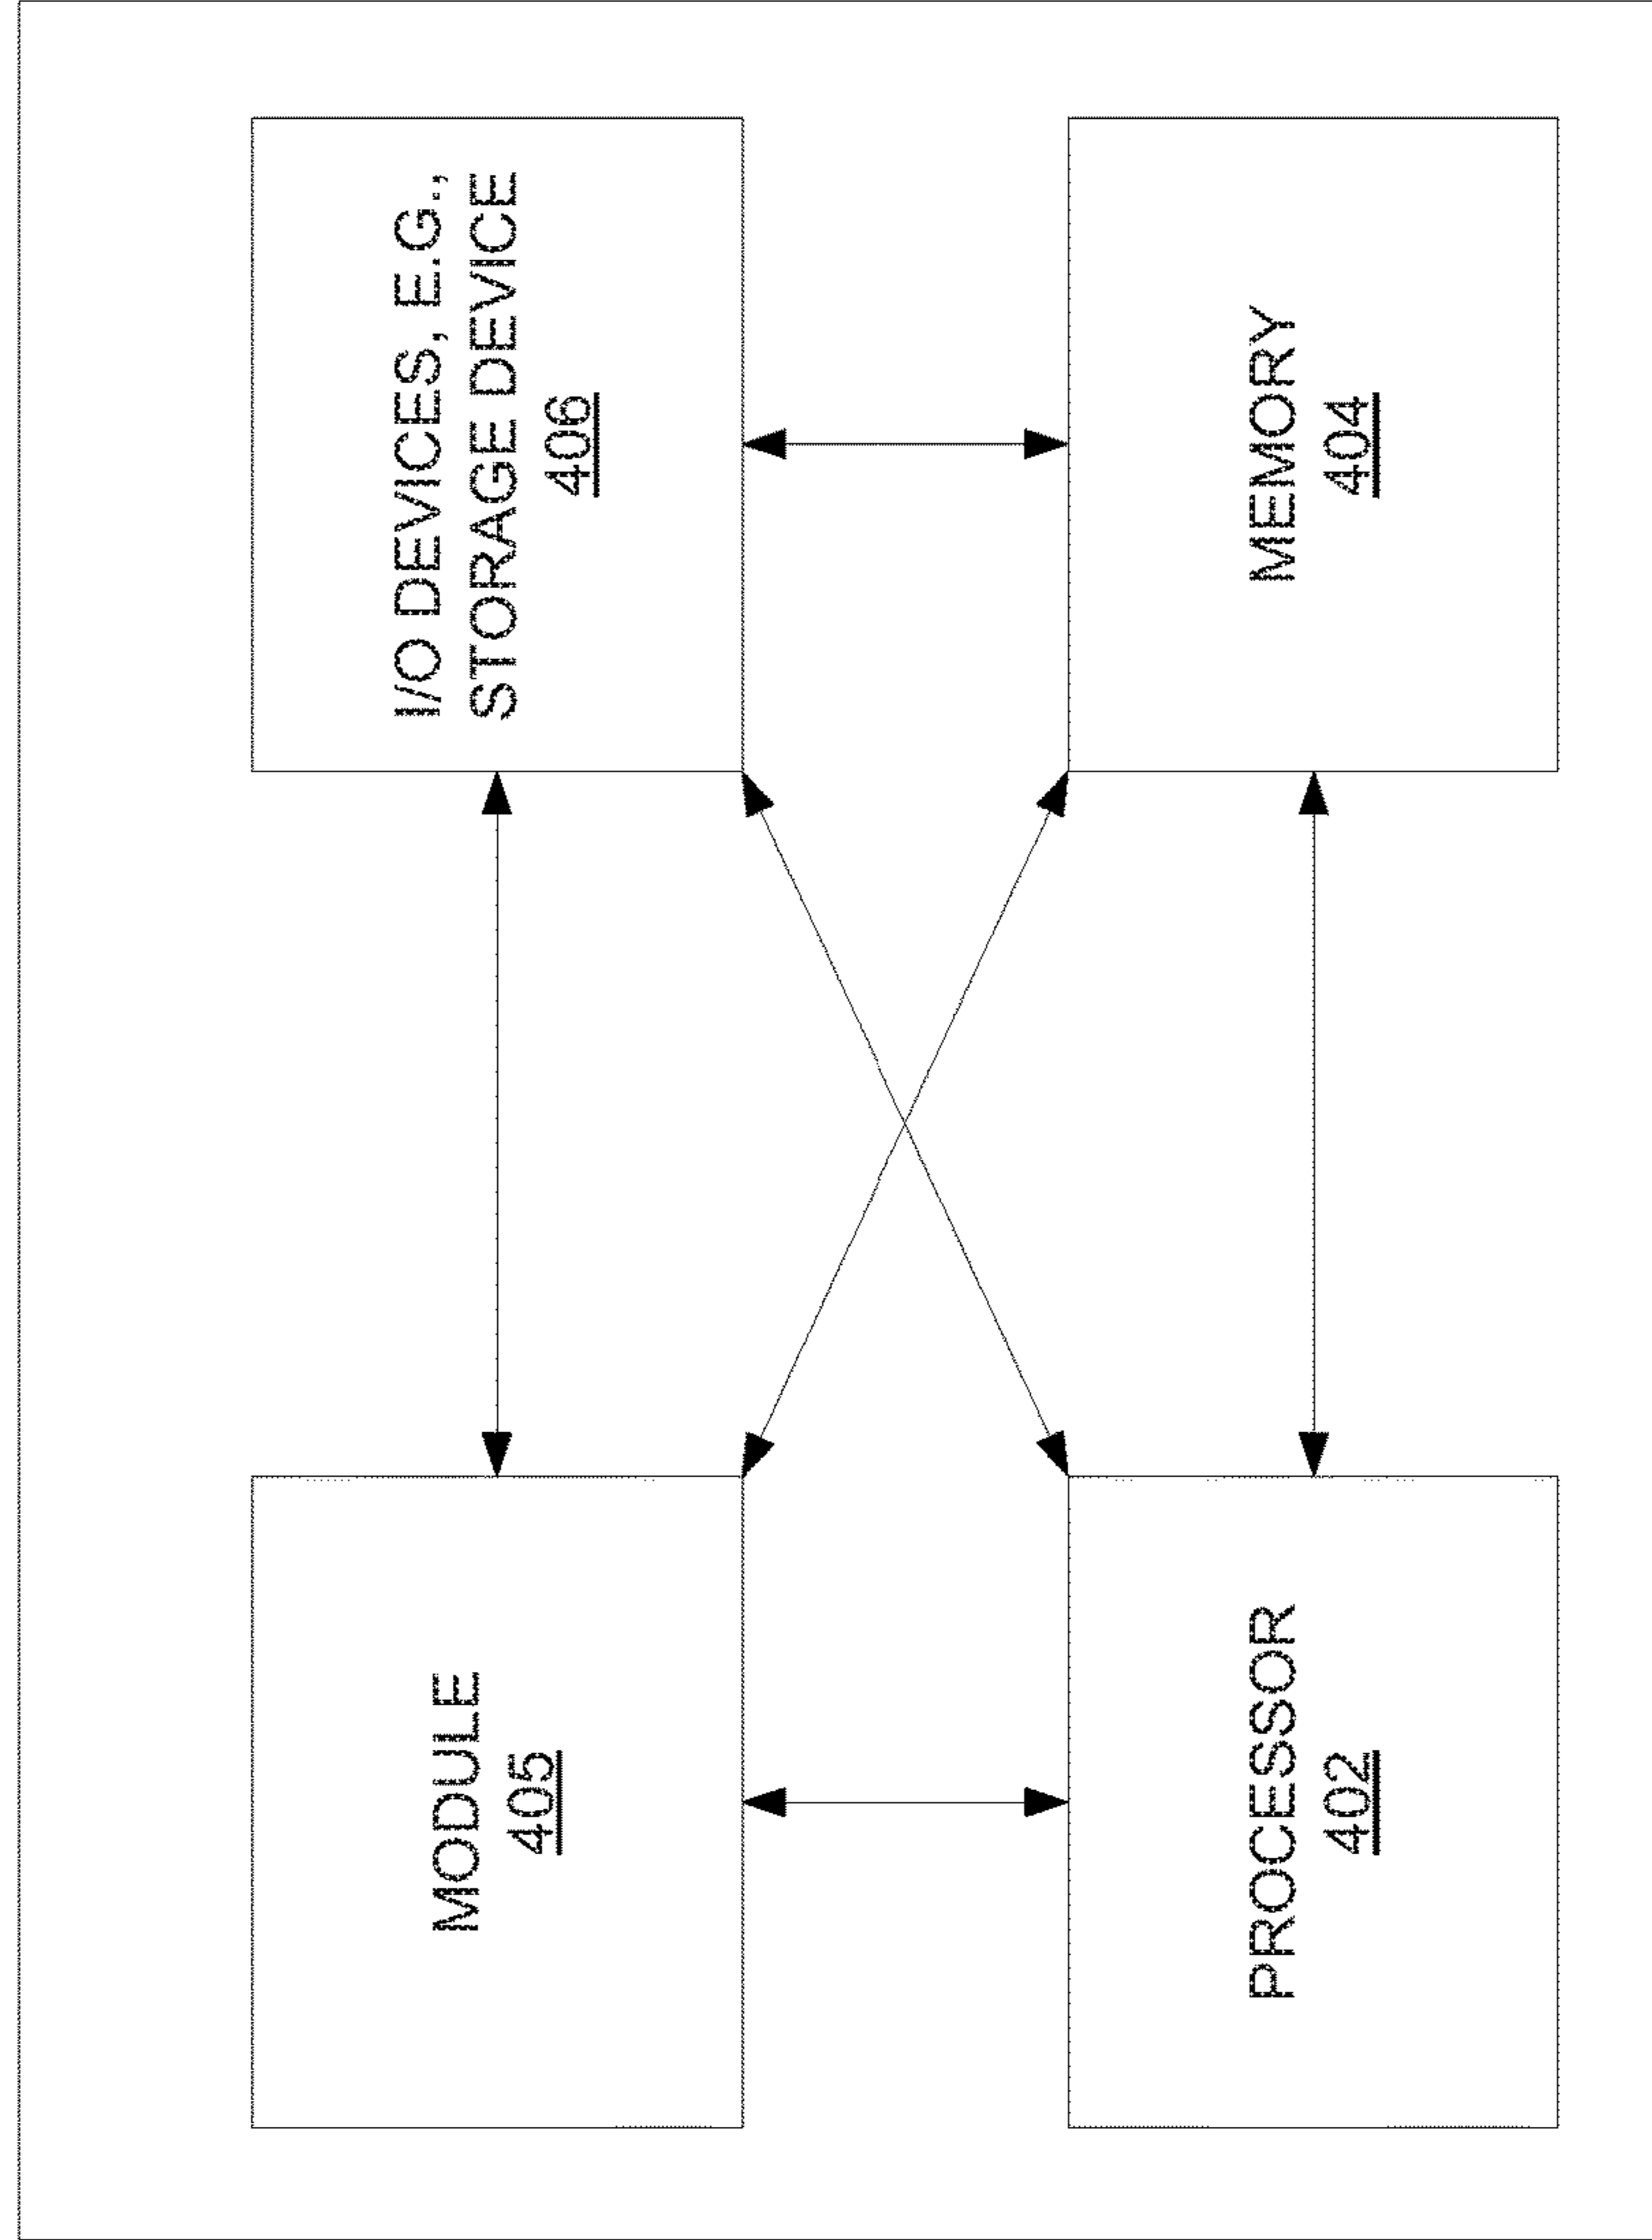 MODULE
405
I/O DEVICES, E.G.,
STORAGE DEVICE
406
PROCESSOR
402
MEMORY
404